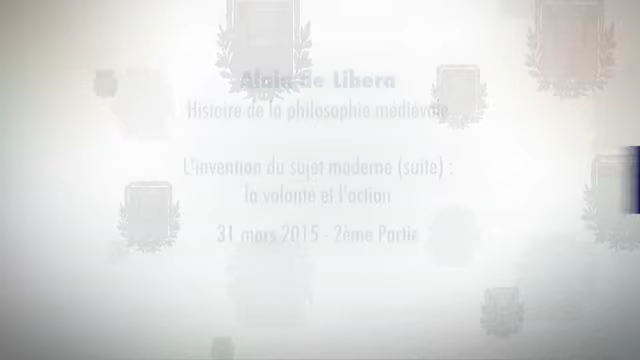 Alain de Libera
Histoire de la philosophie médiévale
L'invention du sujet moderne (suite) :
la volonté et l'action
31 mars 2015 - 2ème Partie